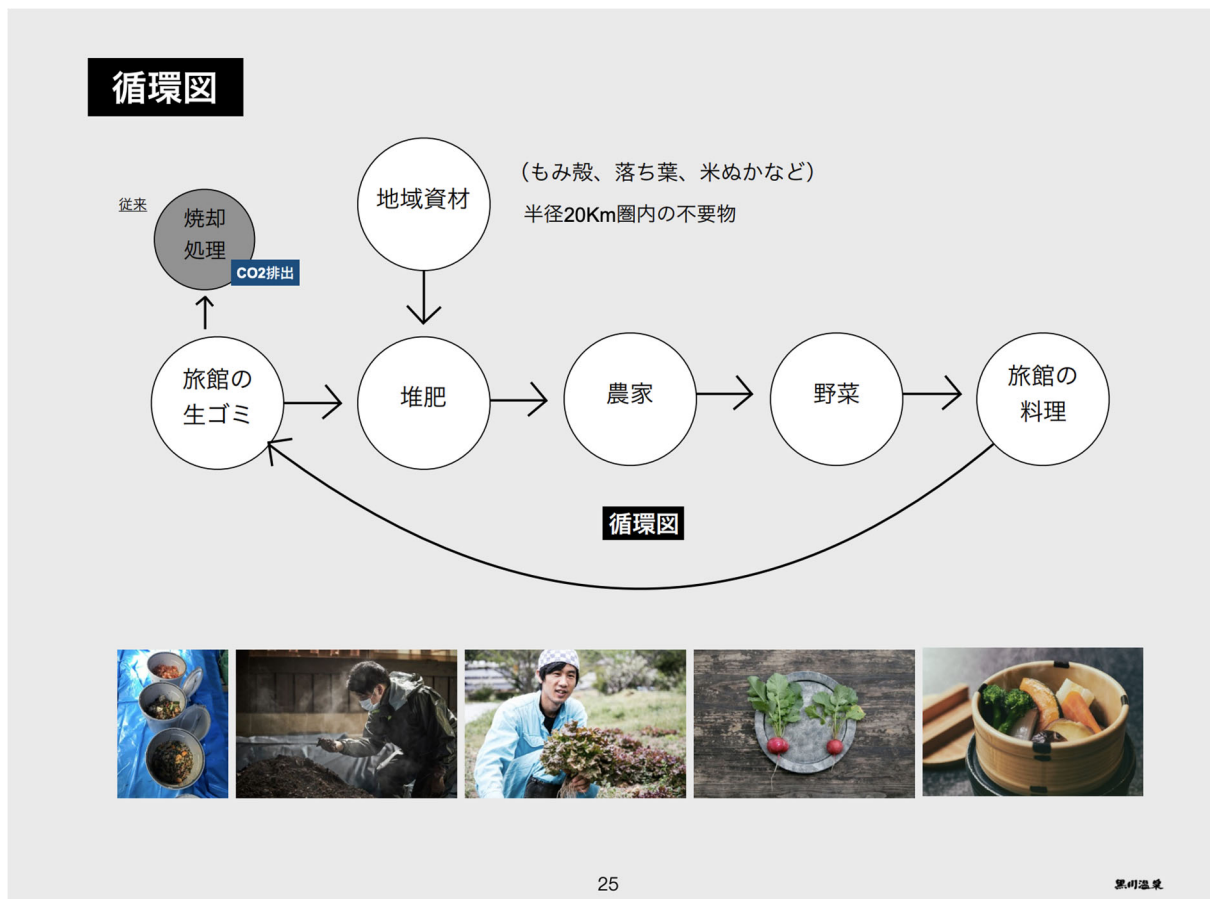 循環図
従来
焼却
処理
CO2排出
地域資材
（もみ殻、落ち葉、米ぬかなど）
半径20Km圏内の不要物
旅館の
生ゴミ
堆肥
農家
野菜
旅館の
料理
循環図
25
黒川温泉